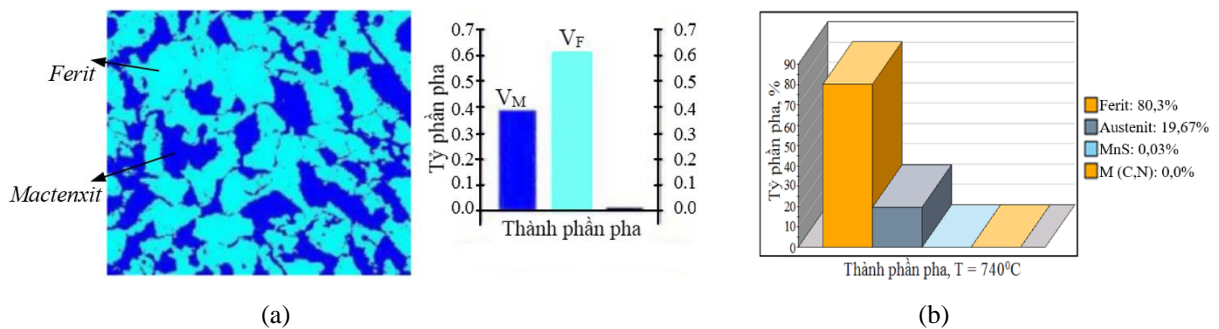 Ferit
Mactenxit
Tỷ phần pha
0.7
0.6
0.5
0.4
0.3
0.2
0.1
0.0
V_M
V_F
0.7
0.6
0.5
0.4
0.3
0.2
0.1
0.0
Thành phần pha
(a)
Tỷ phần pha, %
90
80
70
60
50
40
30
20
10
0
Ferit: 80,3%
Austenit: 19,67%
MnS: 0,03%
M (C,N): 0,0%
Thành phần pha, T = 740⁰C
(b)